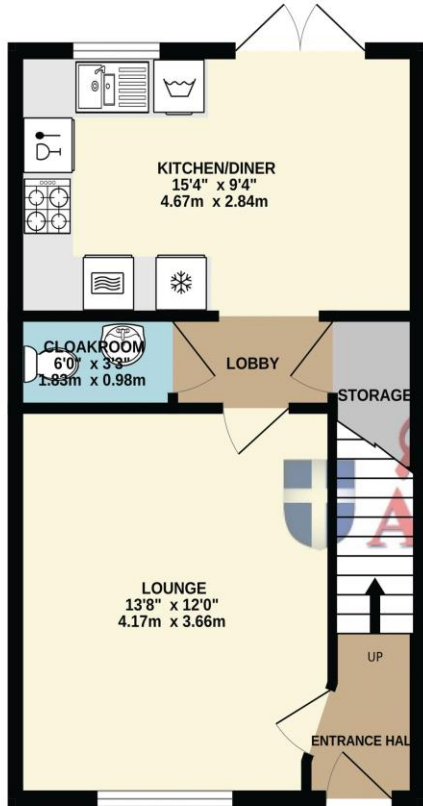 KITCHEN/DINER
15'4" x 9'4"
4.67m x 2.84m
CLOAKROOM
6'0" x 3'3"
1.83m x 0.98m
LOBBY
STORAGE
A
LOUNGE
13'8" x 12'0"
4.17m x 3.66m
UP
ENTRANCE HAL